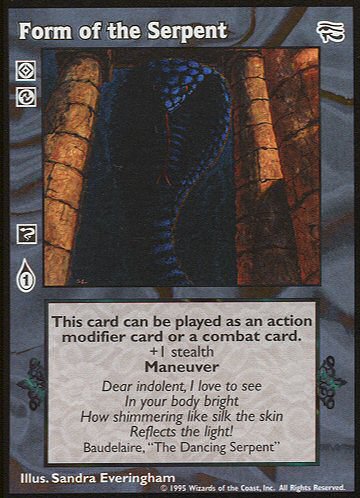 Form of the Serpent
1
This card can be played as an action
modifier card or a combat card.
+1 stealth
Maneuver
Dear indolent, I love to see
In your body bright
How shimmering like silk the skin
Reflects the light!
Baudelaire, "The Dancing Serpent"
Illus. Sandra Everingham
© 1995 Wizards of the Coast, Inc. All Rights Reserved.